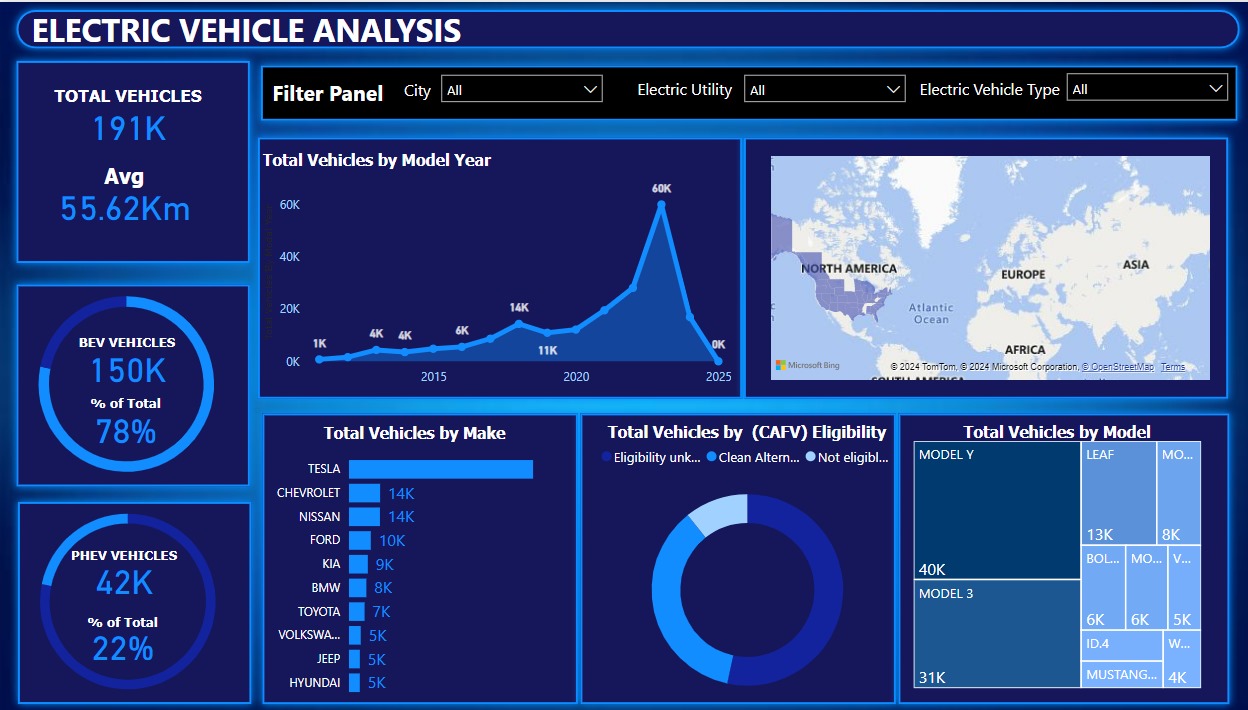 ELECTRIC VEHICLE ANALYSIS
TOTAL VEHICLES
191K
Avg
55.62Km
Filter Panel
City
All
Electric Utility
All
Electric Vehicle Type
All
BEV VEHICLES
150K
% of Total
78%
PHEV VEHICLES
42K
% of Total
22%
Total Vehicles by Model Year
60K
40K
20K
0K
1K
4K
4K
6K
14K
11K
60K
0K
2015
2020
2025
NORTH AMERICA
EUROPE
ASIA
Atlantic
Ocean
AFRICA
SOUTH AMERICA
Microsoft Bing
© 2024 TomTom, © 2024 Microsoft Corporation, © OpenStreetMap Terms
Total Vehicles by Make
TESLA
CHEVROLET 14K
NISSAN 14K
FORD 10K
KIA 9K
BMW 8K
TOYOTA 7K
VOLKSWA... 5K
JEEP 5K
HYUNDAI 5K
Total Vehicles by (CAFV) Eligibility
Eligibility unk... Clean Altern... Not eligibl...
Total Vehicles by Model
MODEL Y
40K
MODEL 3
31K
LEAF
13K
MO...
8K
BOL...
6K
MO...
6K
V...
5K
ID.4
MUSTANG...
W...
4K